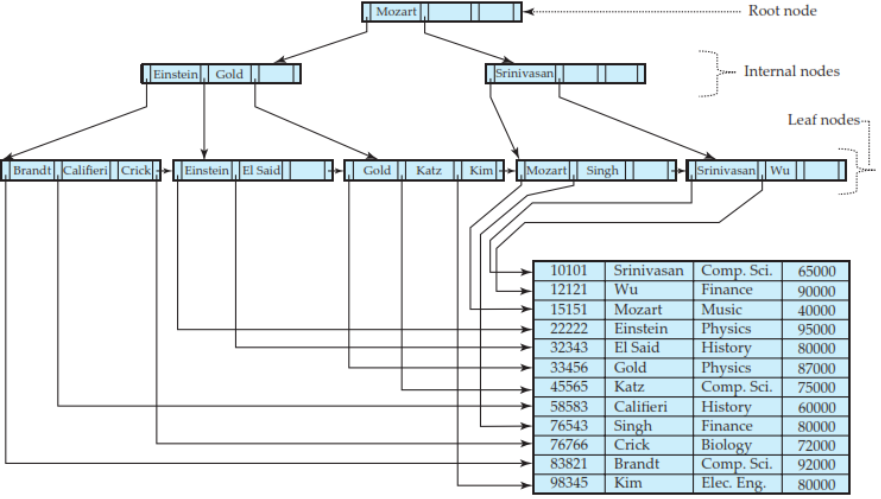 Mozart Root node
Einstein Gold Srinivasan Internal nodes
Leaf nodes
Brandt Califieri Crick Einstein El Said Gold Katz Kim Mozart Singh Srinivasan Wu
10101 Srinivasan Comp. Sci. 65000
12121 Wu Finance 90000
15151 Mozart Music 40000
22222 Einstein Physics 95000
32343 El Said History 80000
33456 Gold Physics 87000
45565 Katz Comp. Sci. 75000
58583 Califieri History 60000
76543 Singh Finance 80000
76766 Crick Biology 72000
83821 Brandt Comp. Sci. 92000
98345 Kim Elec. Eng. 80000